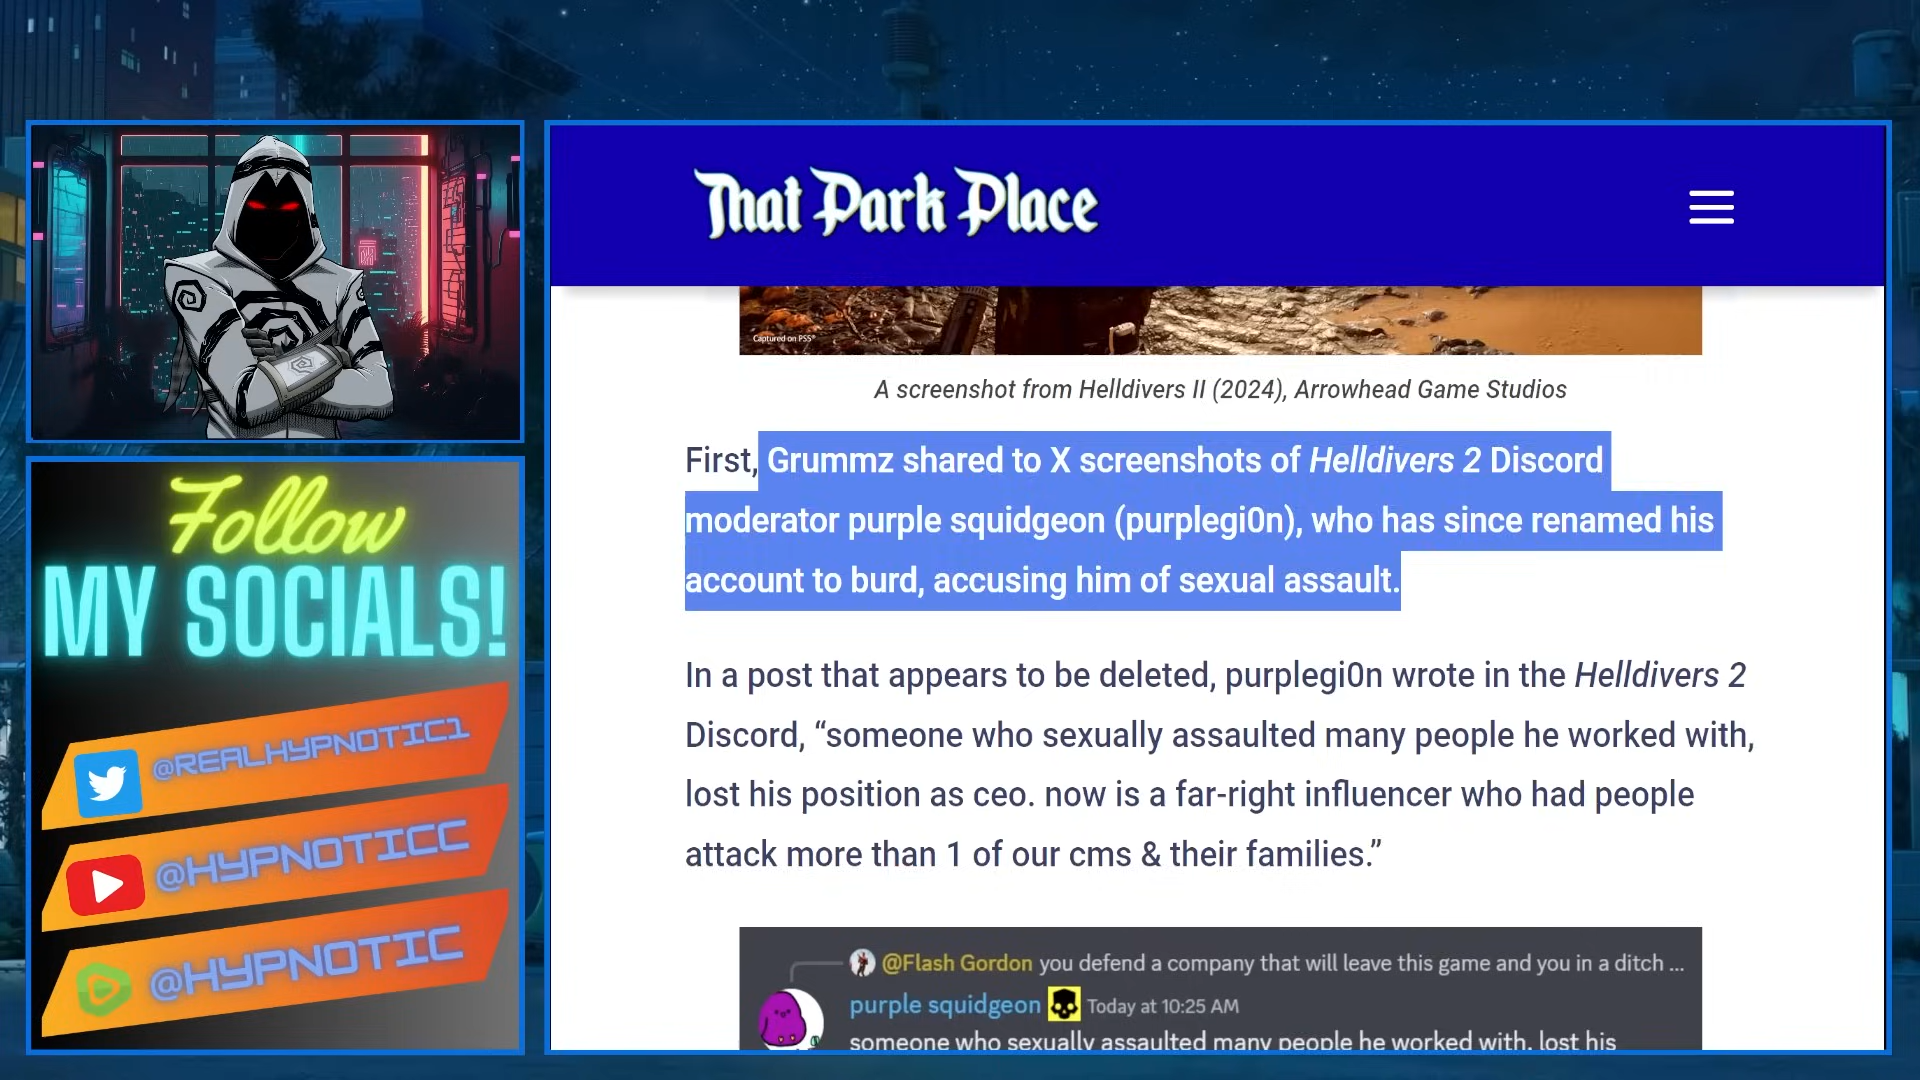 Follow
MY SOCIALS!
@REALHYPNOTIC1
@HYPNOTICC
@HYPNOTIC
That Park Place
Captured on PS5®
A screenshot from Helldivers II (2024), Arrowhead Game Studios
First, Grummz shared to X screenshots of Helldivers 2 Discord
moderator purple squidgeon (purplegi0n), who has since renamed his
account to burd, accusing him of sexual assault.
In a post that appears to be deleted, purplegi0n wrote in the Helldivers 2
Discord, “someone who sexually assaulted many people he worked with,
lost his position as ceo. now is a far-right influencer who had people
attack more than 1 of our cms & their families.”
@Flash Gordon you defend a company that will leave this game and you in a ditch ...
purple squidgeon Today at 10:25 AM
someone who sexually assaulted many people he worked with, lost his